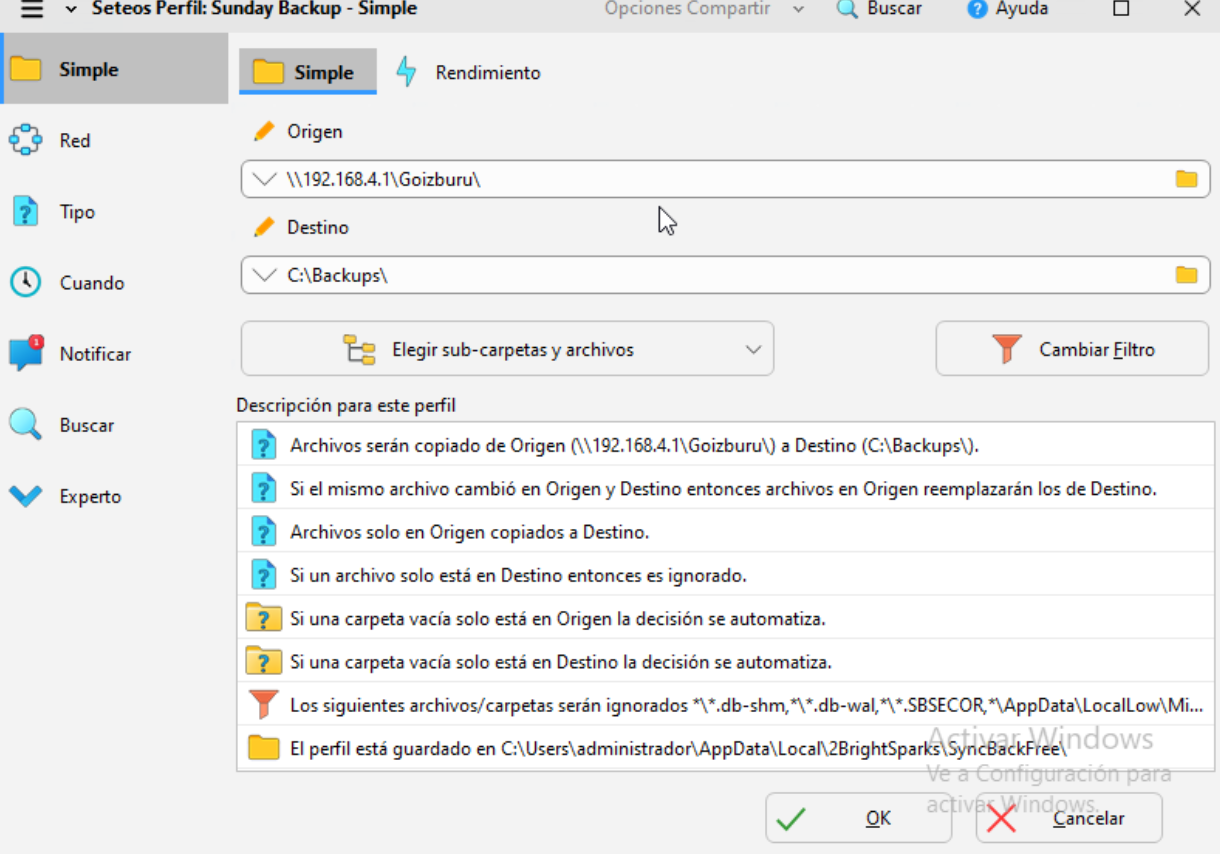 Seteos Perfil: Sunday Backup - Simple
Opciones Compartir
Buscar
Ayuda
Simple
Red
Tipo
Cuando
1
Notificar
Buscar
Experto
Simple
Rendimiento
Origen
\\192.168.4.1\Goizburu\
Destino
C:\Backups\
Elegir sub-carpetas y archivos
Cambiar Filtro
Descripción para este perfil
Archivos serán copiado de Origen (\\192.168.4.1\Goizburu\) a Destino (C:\Backups\).
Si el mismo archivo cambió en Origen y Destino entonces archivos en Origen reemplazarán los de Destino.
Archivos solo en Origen copiados a Destino.
Si un archivo solo está en Destino entonces es ignorado.
Si una carpeta vacía solo está en Origen la decisión se automatiza.
Si una carpeta vacía solo está en Destino la decisión se automatiza.
Los siguientes archivos/carpetas serán ignorados *\*.db-shm,*\*.db-wal,*\*.SBSECOR,*\AppData\LocalLow\Mi...
El perfil está guardado en C:\Users\administrador\AppData\Local\2BrightSparks\SyncBackFree\
Activar Windows
Ve a Configuración para
activar Windows.
OK
Cancelar